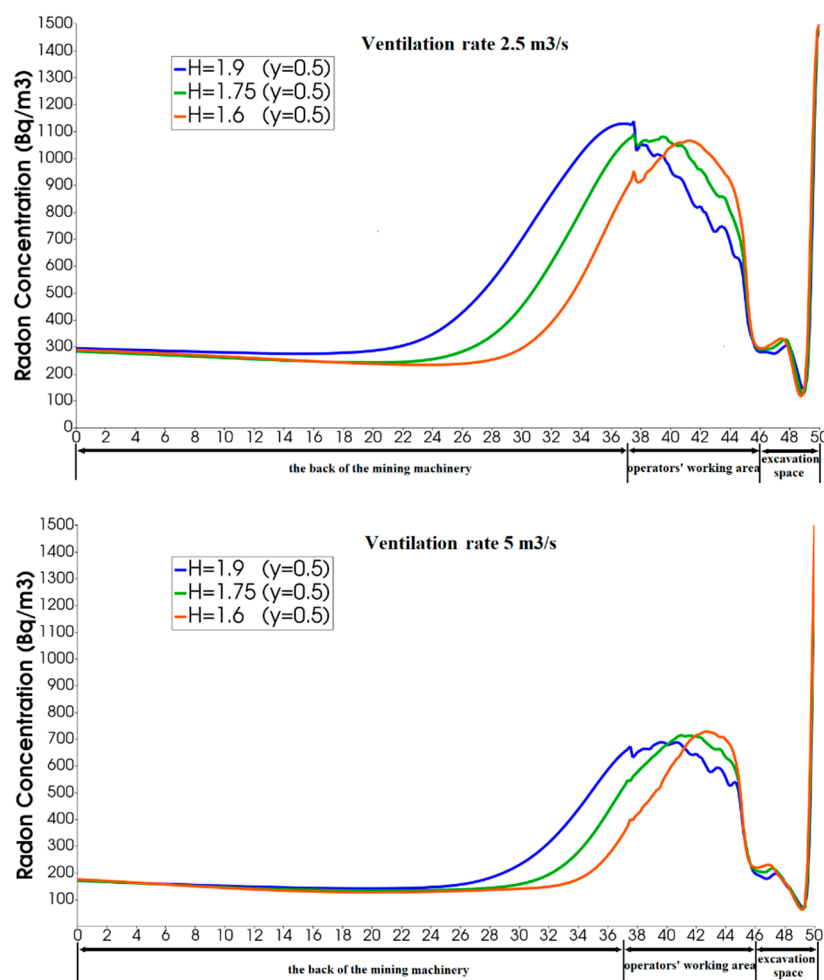 Ventilation rate 2.5 m3/s
H=1.9 (y=0.5)
H=1.75 (y=0.5)
H=1.6 (y=0.5)
Radon Concentration (Bq/m3)
1500
1400
1300
1200
1100
1000
900
800
700
600
500
400
300
200
100
0
0 2 4 6 8 10 12 14 16 18 20 22 24 26 28 30 32 34 36 38 40 42 44 46 48 50
the back of the mining machinery
operators' working area
excavation
space
Ventilation rate 5 m3/s
H=1.9 (y=0.5)
H=1.75 (y=0.5)
H=1.6 (y=0.5)
Radon Concentration (Bq/m3)
1500
1400
1300
1200
1100
1000
900
800
700
600
500
400
300
200
100
0 2 4 6 8 10 12 14 16 18 20 22 24 26 28 30 32 34 36 38 40 42 44 46 48 50
the back of the mining machinery
operators' working area
excavation
space